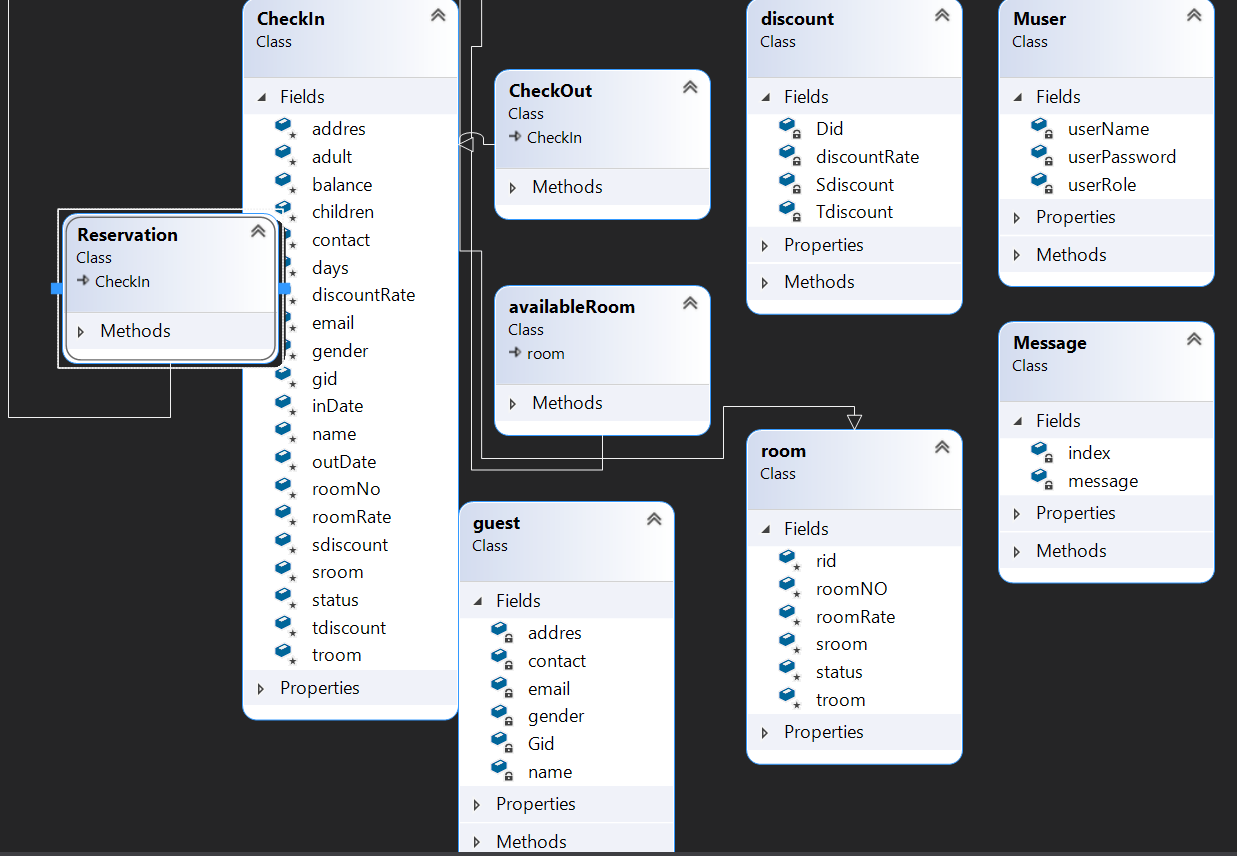 CheckIn
Class
Fields
addres
adult
balance
children
contact
days
discountRate
email
gender
gid
inDate
name
outDate
roomNo
roomRate
sdiscount
sroom
status
tdiscount
troom
Properties
Reservation
Class
CheckIn
Methods
CheckOut
Class
CheckIn
Methods
availableRoom
Class
room
Methods
guest
Class
Fields
addres
contact
email
gender
Gid
name
Properties
Methods
discount
Class
Fields
Did
discountRate
Sdiscount
Tdiscount
Properties
Methods
room
Class
Fields
rid
roomNO
roomRate
sroom
status
troom
Properties
Muser
Class
Fields
userName
userPassword
userRole
Properties
Methods
Message
Class
Fields
index
message
Properties
Methods